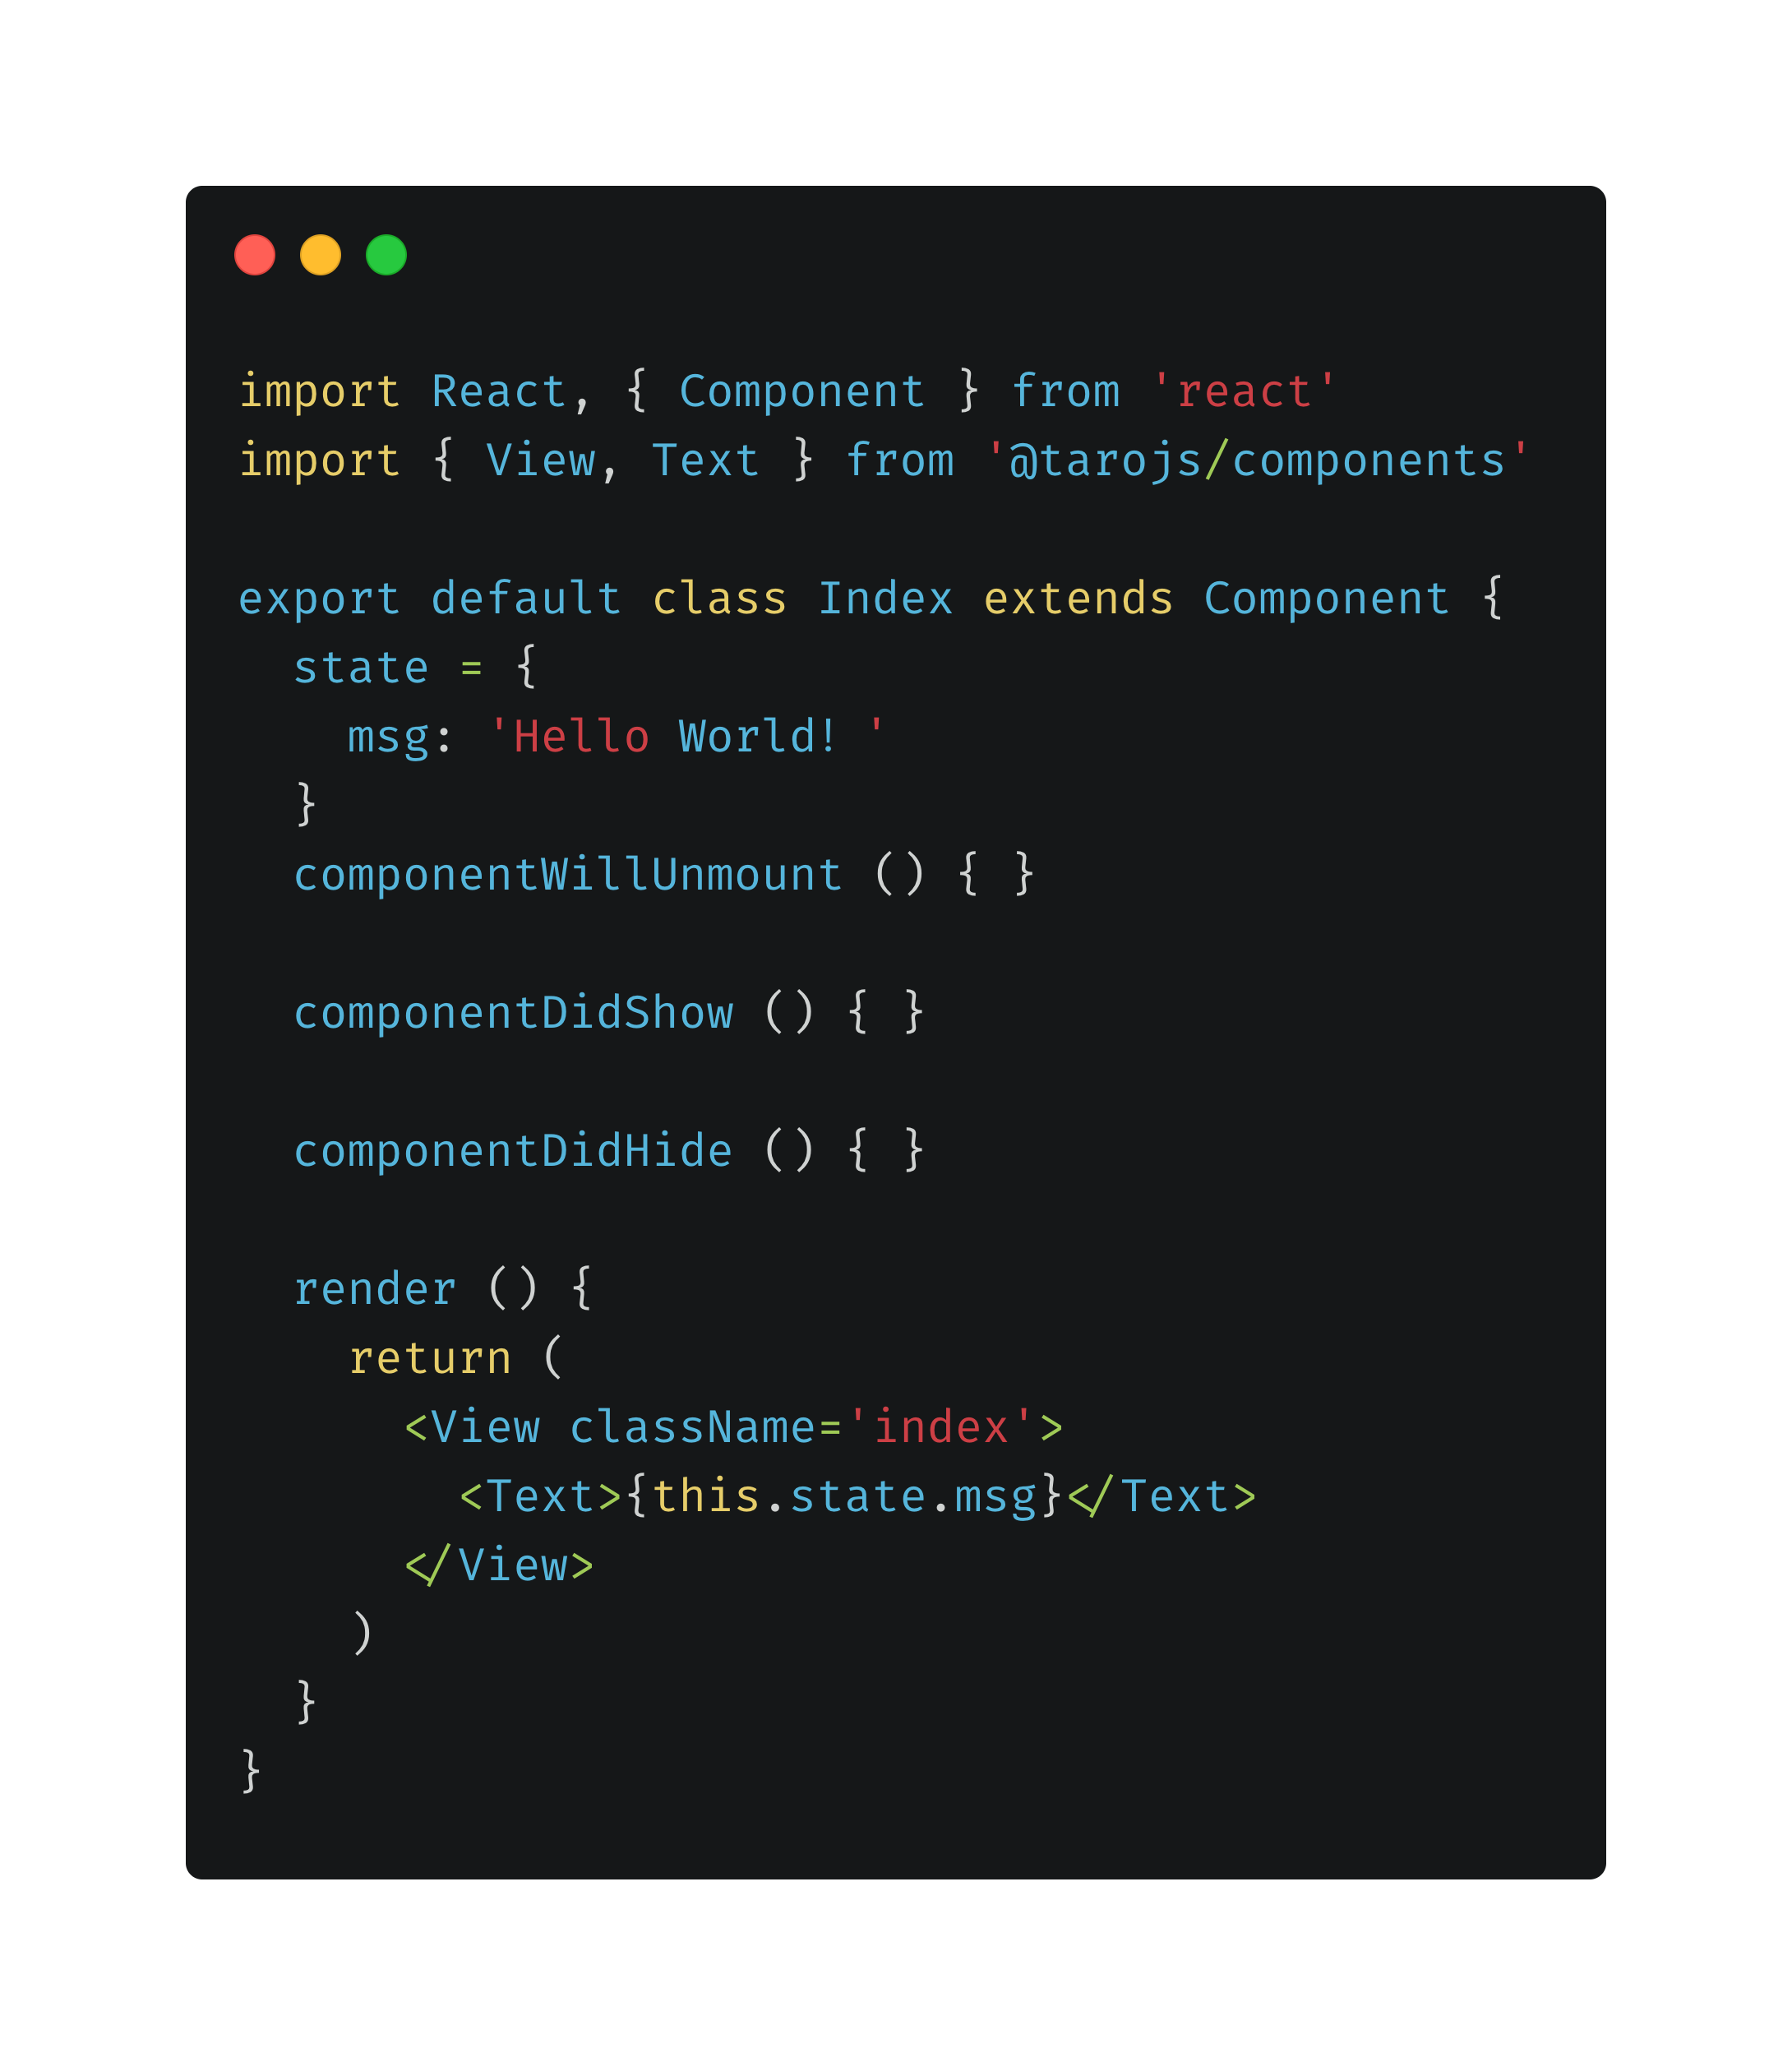 import React, { Component } from 'react'
import { View, Text } from '@tarojs/components'
export default class Index extends Component {
  state = {
    msg: 'Hello World! '
  }
  componentWillUnmount () { }
  componentDidShow () { }
  componentDidHide () { }
  render () {
    return (
      <View className='index'>
        <Text>{this.state.msg}</Text>
      </View>
    )
  }
}